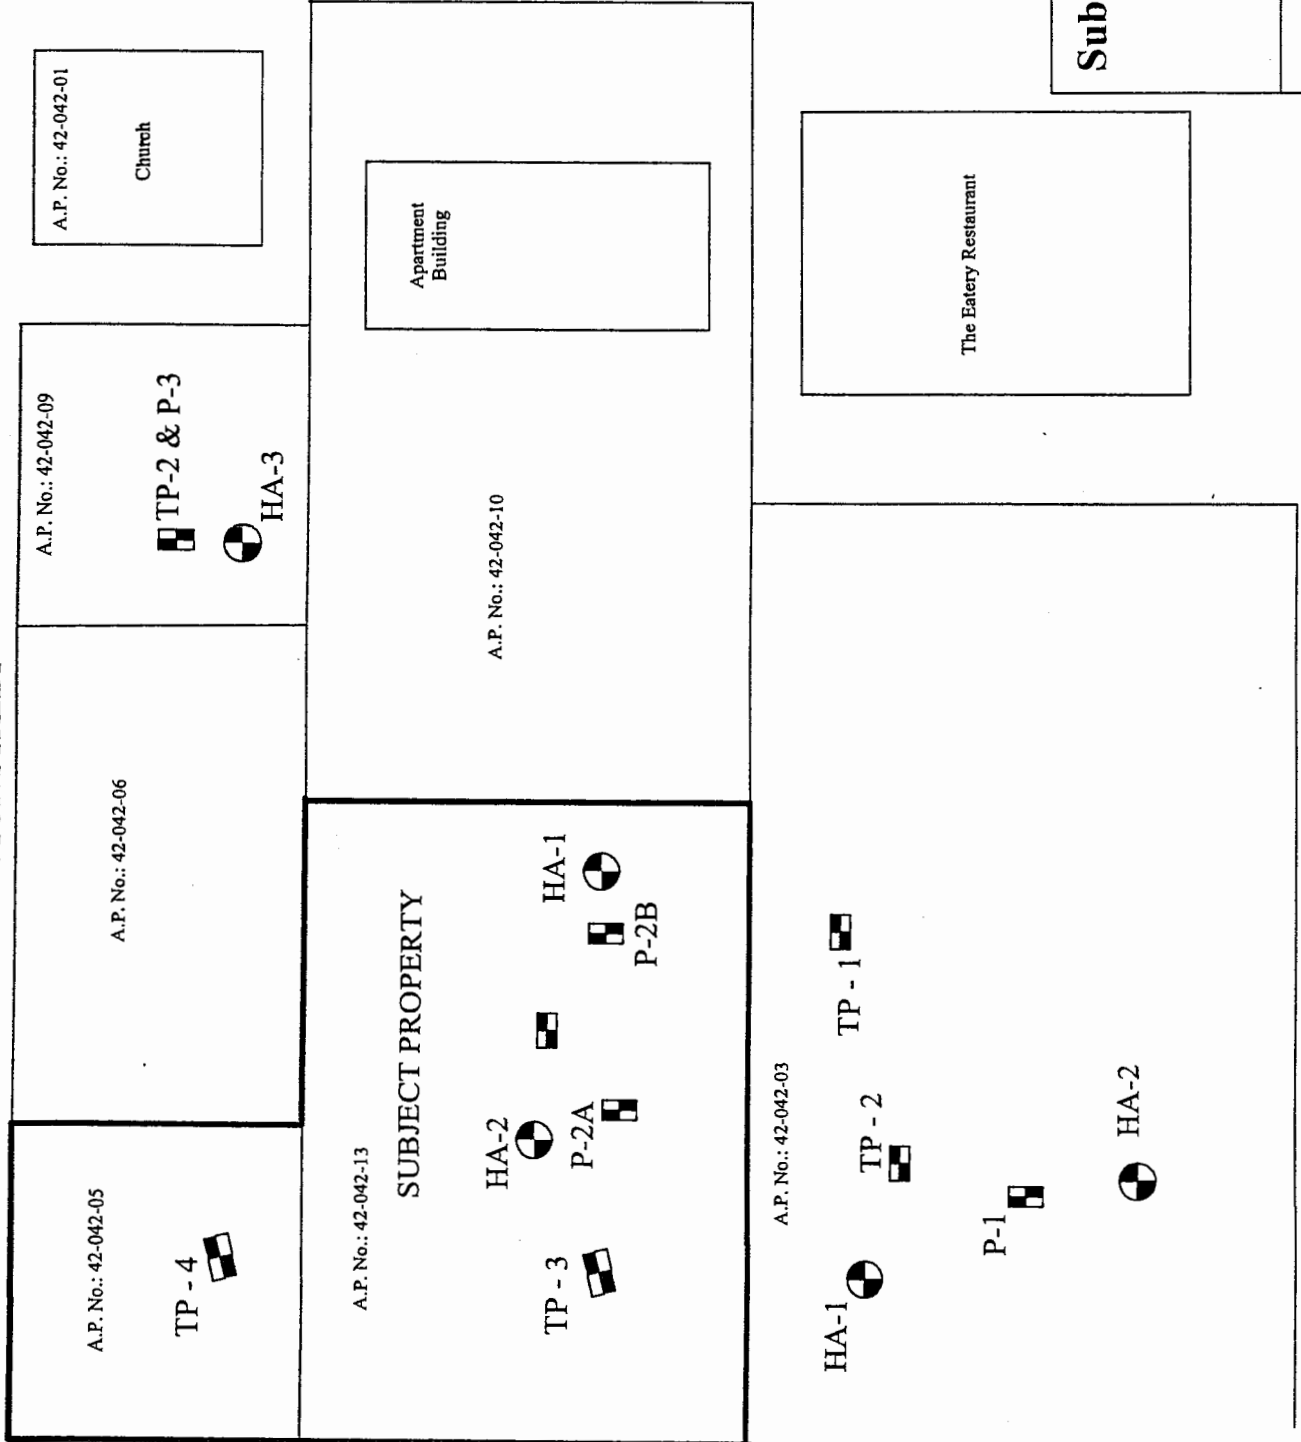 A.P. No.: 42-042-05
TP - 4
A.P. No.: 42-042-06
A.P. No.: 42-042-09
TP-2 & P-3
HA-3
A.P. No.: 42-042-01
Church
A.P. No.: 42-042-13
SUBJECT PROPERTY
HA-2
P-2A
TP - 3
HA-1
P-2B
A.P. No.: 42-042-10
Apartment
Building
A.P. No.: 42-042-03
TP - 1
TP - 2
HA-1
P-1
HA-2
The Eatery Restaurant
Sub